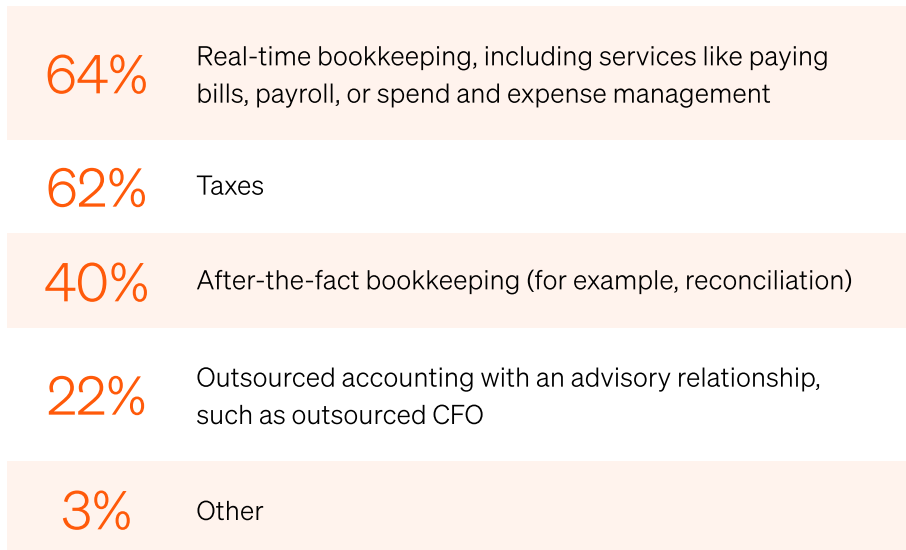 64%
Real-time bookkeeping, including services like paying
bills, payroll, or spend and expense management
62%
Taxes
40%
After-the-fact bookkeeping (for example, reconciliation)
22%
Outsourced accounting with an advisory relationship,
such as outsourced CFO
3%
Other